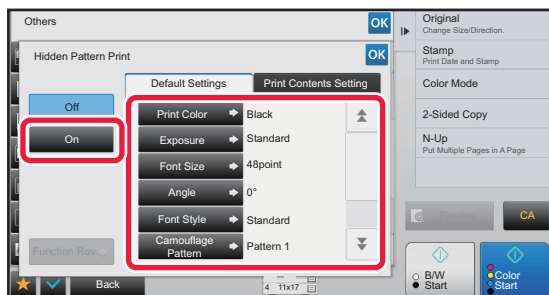 Others
OK
Hidden Pattern Print
OK
Default Settings
Print Contents Setting
Off
On
Print Color
Black
Exposure
Standard
Font Size
48point
Angle
0°
Font Style
Standard
Camouflage
Pattern
Pattern 1
Function Rev.
Back
4 11x17
Original
Change Size/Direction.
Stamp
Print Date and Stamp
Color Mode
2-Sided Copy
N-Up
Put Multiple Pages in A Page
Preview
CA
B/W
Start
Color
Start